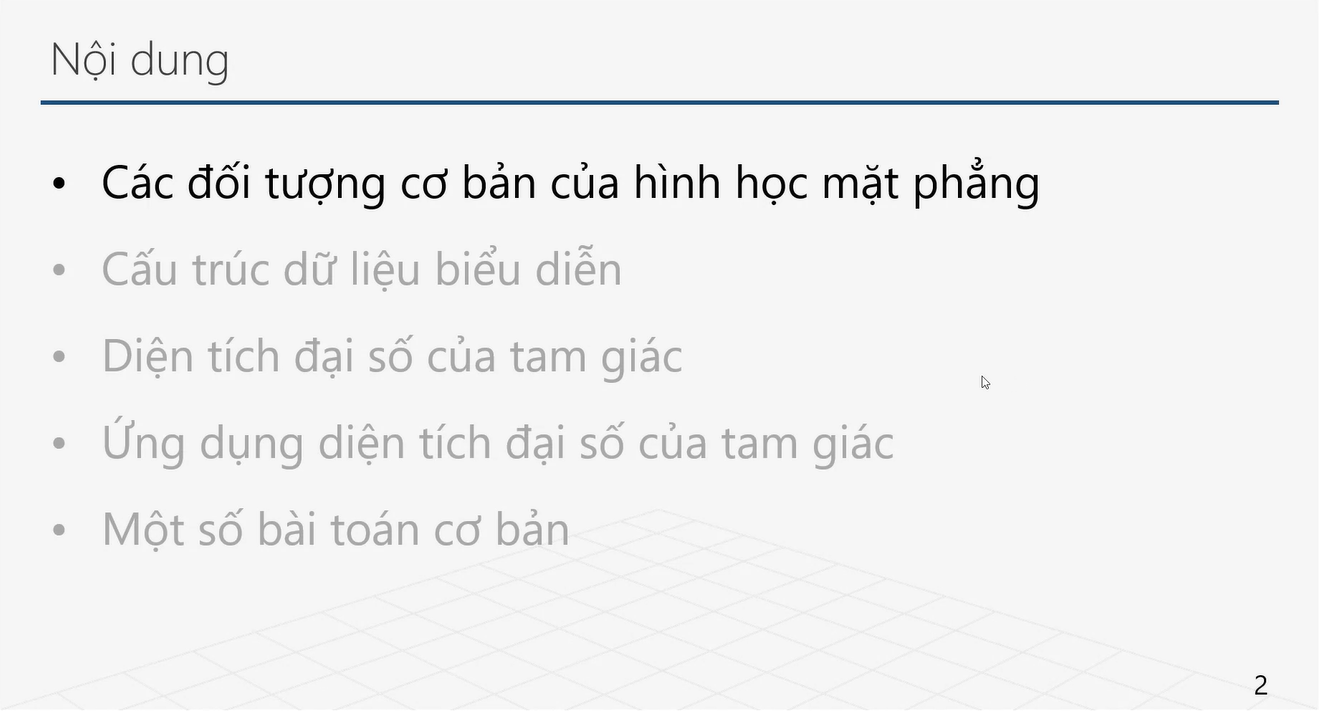 Nội dung
• Các đối tượng cơ bản của hình học mặt phẳng
• Cấu trúc dữ liệu biểu diễn
• Diện tích đại số của tam giác
• Ứng dụng diện tích đại số của tam giác
• Một số bài toán cơ bản
2